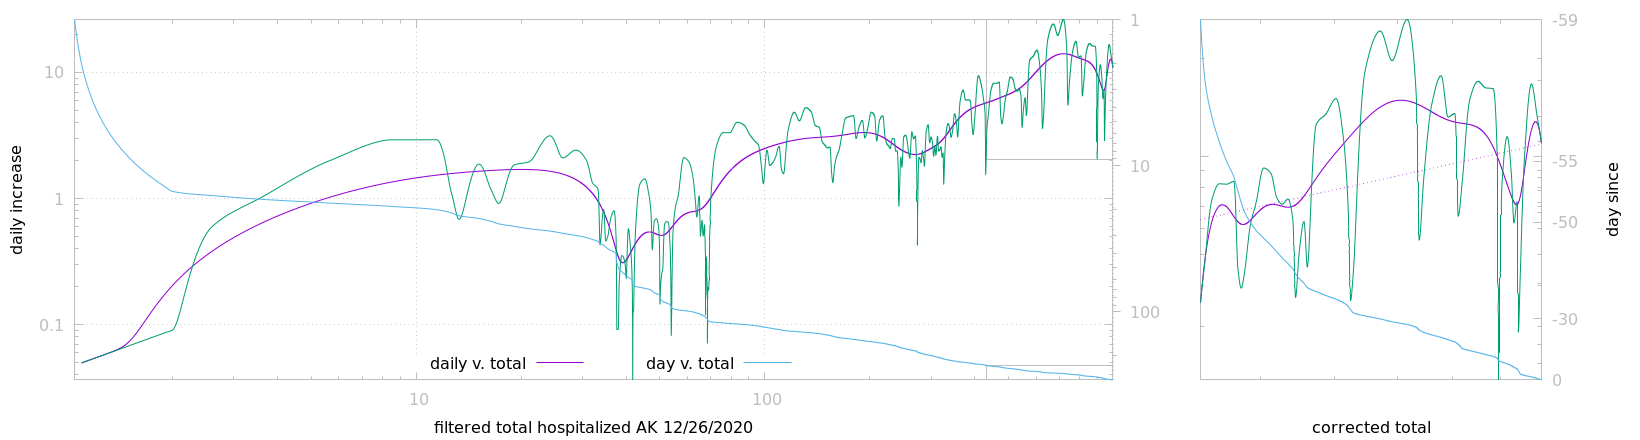 1 -59
10
10 -55
daily increase
1
-50
day since
0.1
100
-30
daily v. total
day v. total
0
10 100
filtered total hospitalized AK 12/26/2020
corrected total